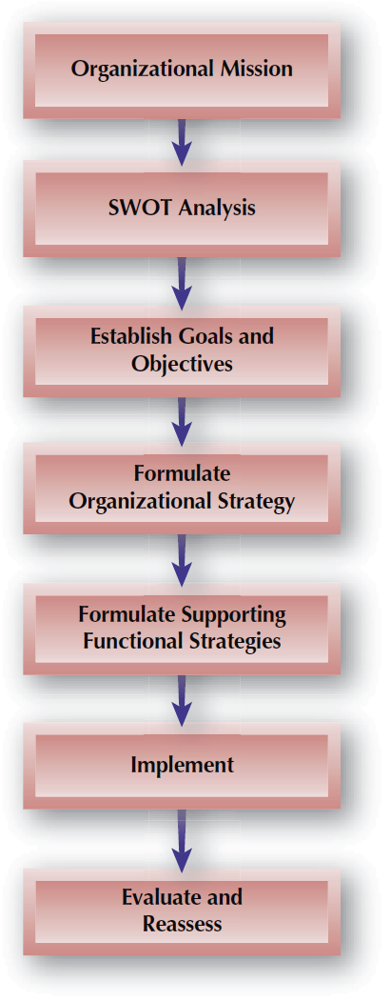 Organizational Mission
SWOT Analysis
Establish Goals and
Objectives
Formulate
Organizational Strategy
Formulate Supporting
Functional Strategies
Implement
Evaluate and
Reassess